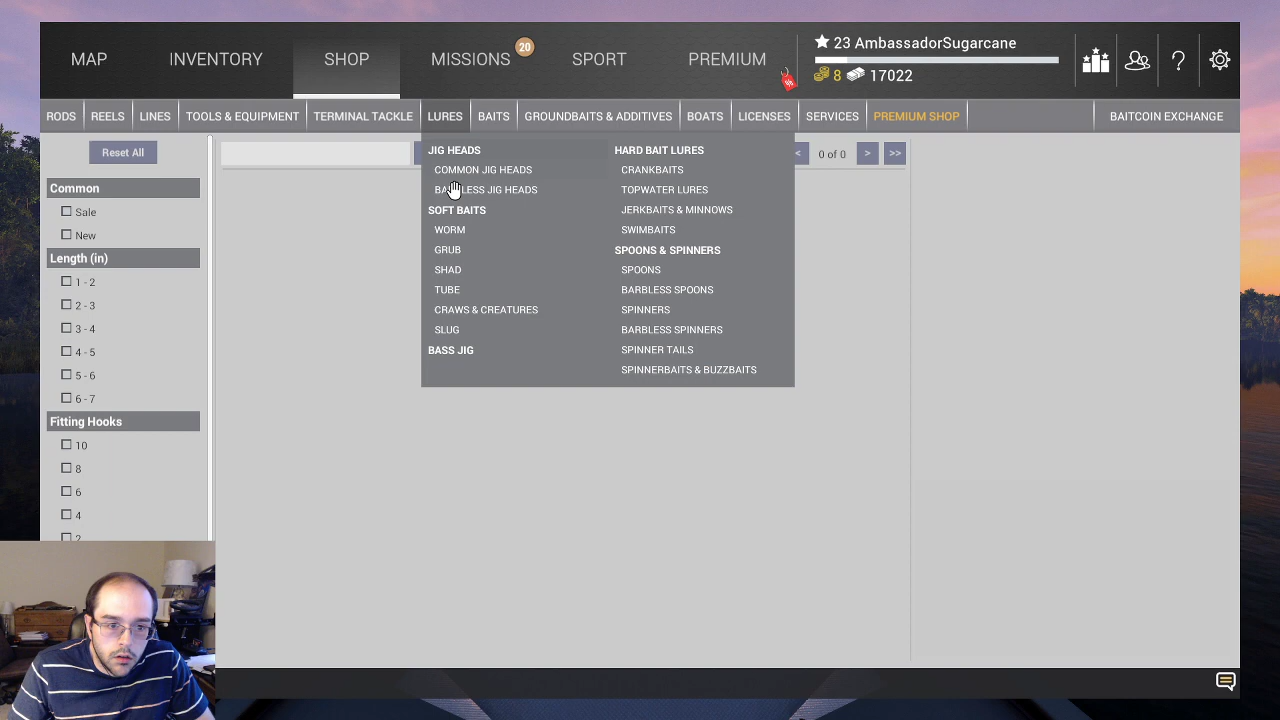 MAP
INVENTORY
SHOP
MISSIONS
20
SPORT
PREMIUM
23 AmbassadorSugarcane
8 17022
RODS
REELS
LINES
TOOLS & EQUIPMENT
TERMINAL TACKLE
LURES
BAITS
GROUNDBAITS & ADDITIVES
BOATS
LICENSES
SERVICES
PREMIUM SHOP
BAITCOIN EXCHANGE
Reset All
Common
Sale
New
Length (in)
1 - 2
2 - 3
3 - 4
4 - 5
5 - 6
6 - 7
Fitting Hooks
10
8
6
4
2
JIG HEADS
COMMON JIG HEADS
BARBLESS JIG HEADS
SOFT BAITS
WORM
GRUB
SHAD
TUBE
CRAWS & CREATURES
SLUG
BASS JIG
HARD BAIT LURES
CRANKBAITS
TOPWATER LURES
JERKBAITS & MINNOWS
SWIMBAITS
SPOONS & SPINNERS
SPOONS
BARBLESS SPOONS
SPINNERS
BARBLESS SPINNERS
SPINNER TAILS
SPINNERBAITS & BUZZBAITS
< 0 of 0 > >>